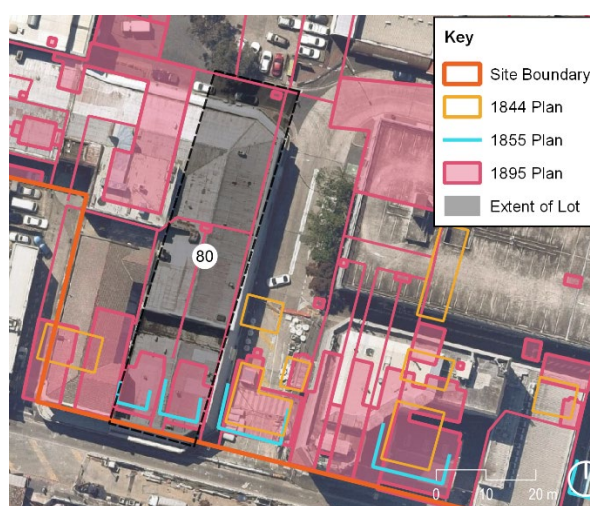 Key
Site Boundary
1844 Plan
1855 Plan
1895 Plan
Extent of Lot
80
0 10 20 m